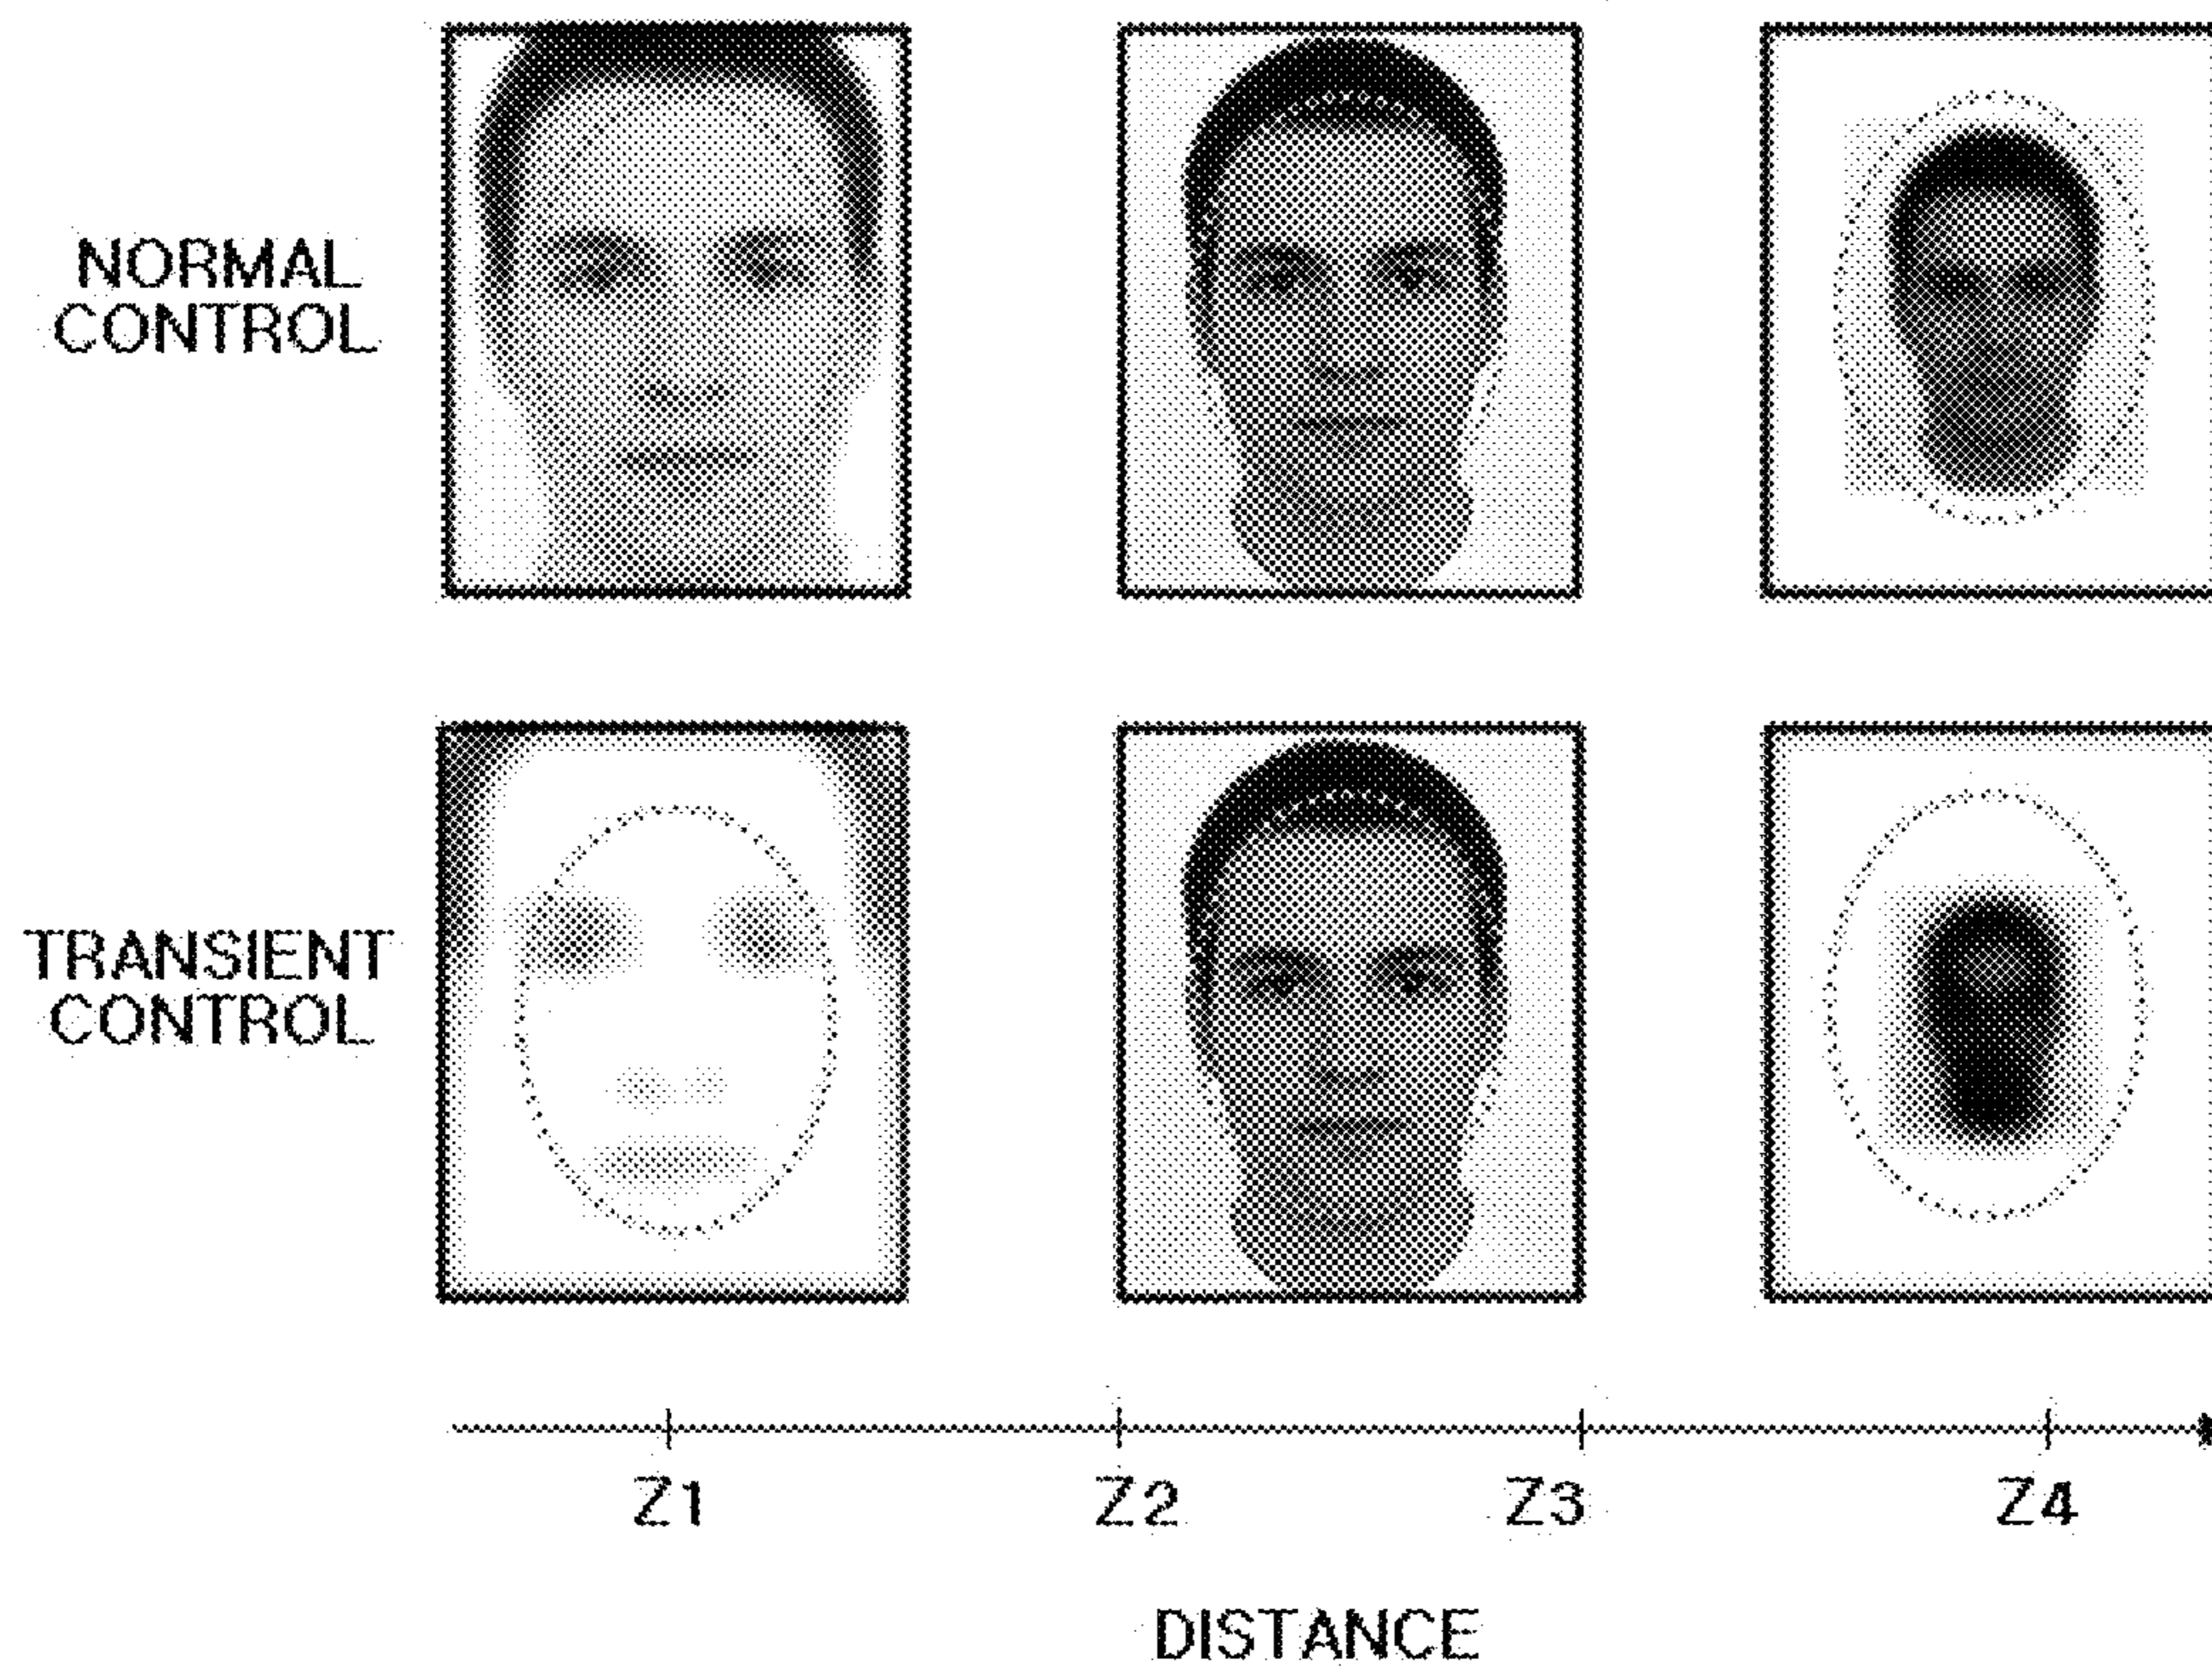 NORMAL
CONTROL
TRANSIENT
CONTROL
Z1 Z2 Z3 Z4
DISTANCE